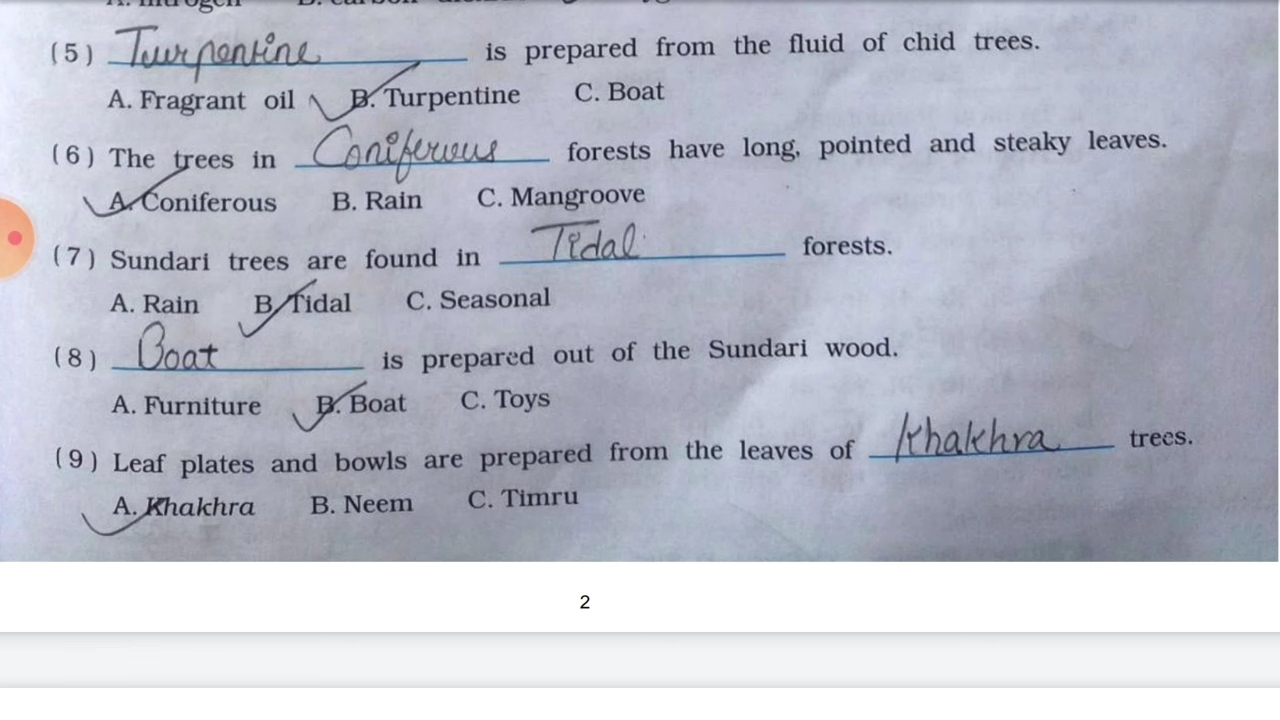 (5) Turpentine is prepared from the fluid of chid trees.
A. Fragrant oil B. Turpentine C. Boat
(6) The trees in Coniferous forests have long, pointed and steaky leaves.
A. Coniferous B. Rain C. Mangroove
(7) Sundari trees are found in Tidal forests.
A. Rain B. Tidal C. Seasonal
(8) Boat is prepared out of the Sundari wood.
A. Furniture B. Boat C. Toys
(9) Leaf plates and bowls are prepared from the leaves of Khakhra trees.
A. Khakhra B. Neem C. Timru
2